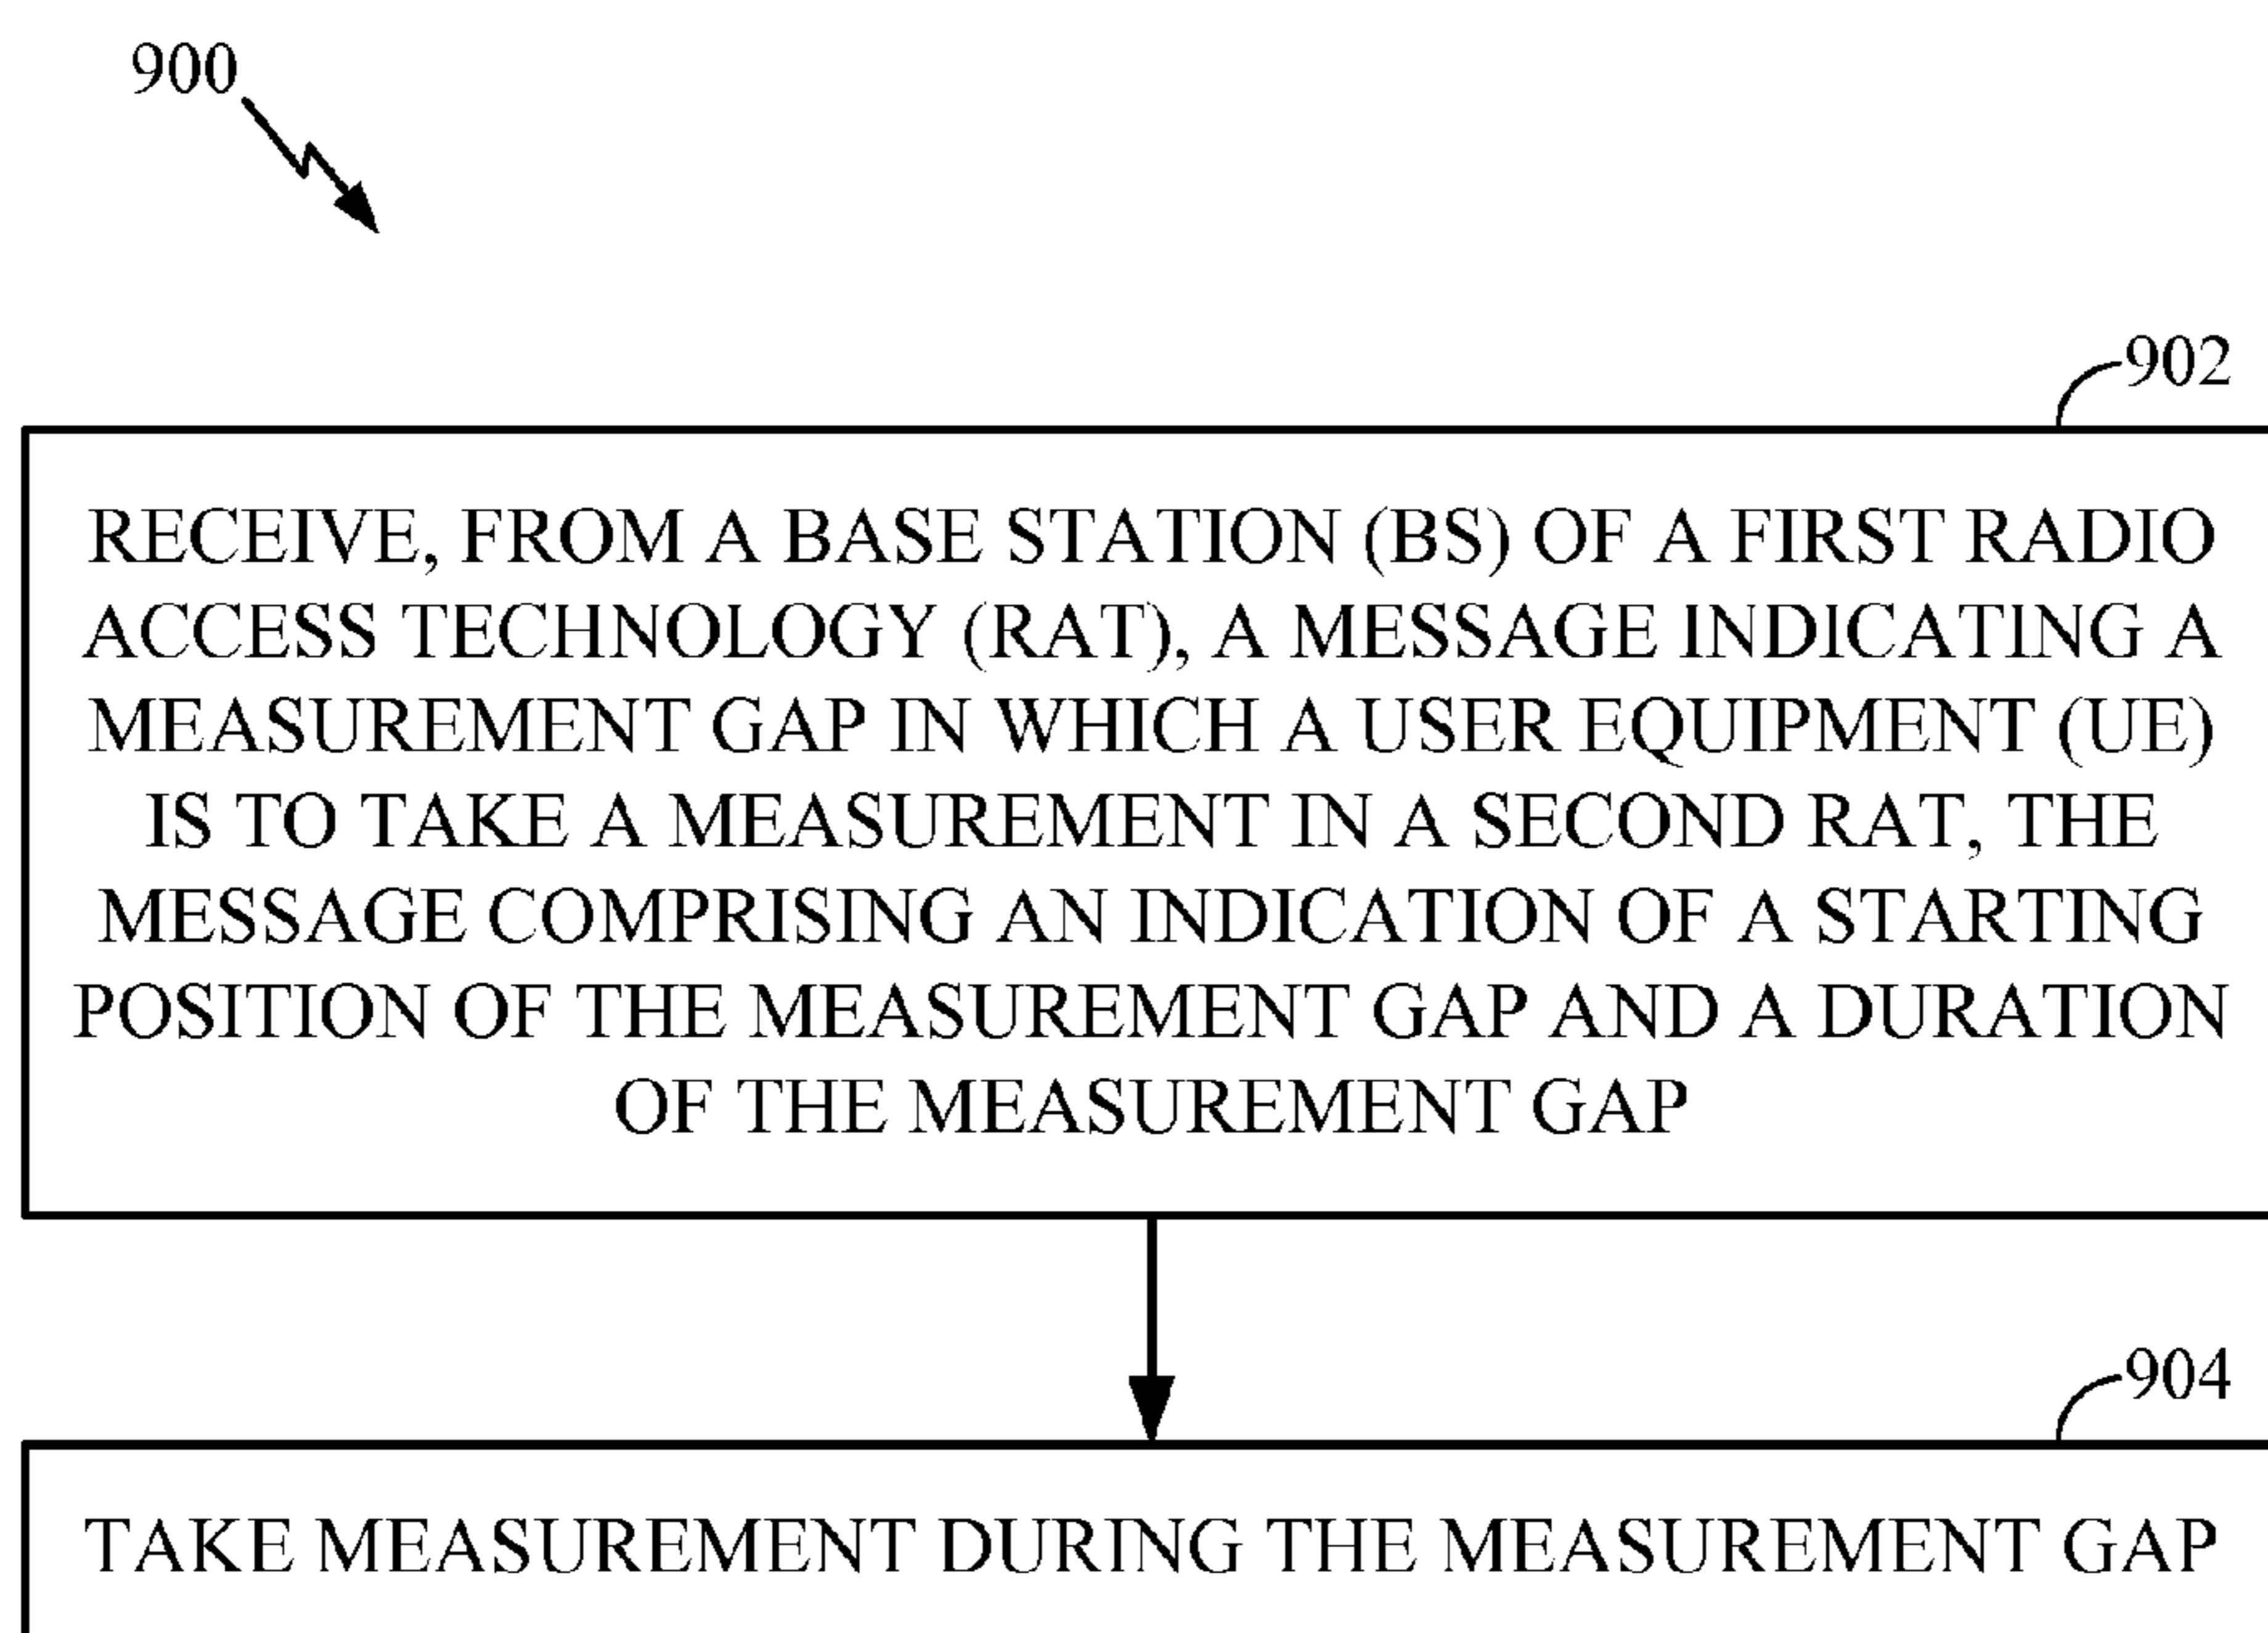 900
902
RECEIVE, FROM A BASE STATION (BS) OF A FIRST RADIO
ACCESS TECHNOLOGY (RAT), A MESSAGE INDICATING A
MEASUREMENT GAP IN WHICH A USER EQUIPMENT (UE)
IS TO TAKE A MEASUREMENT IN A SECOND RAT, THE
MESSAGE COMPRISING AN INDICATION OF A STARTING
POSITION OF THE MEASUREMENT GAP AND A DURATION
OF THE MEASUREMENT GAP
904
TAKE MEASUREMENT DURING THE MEASUREMENT GAP